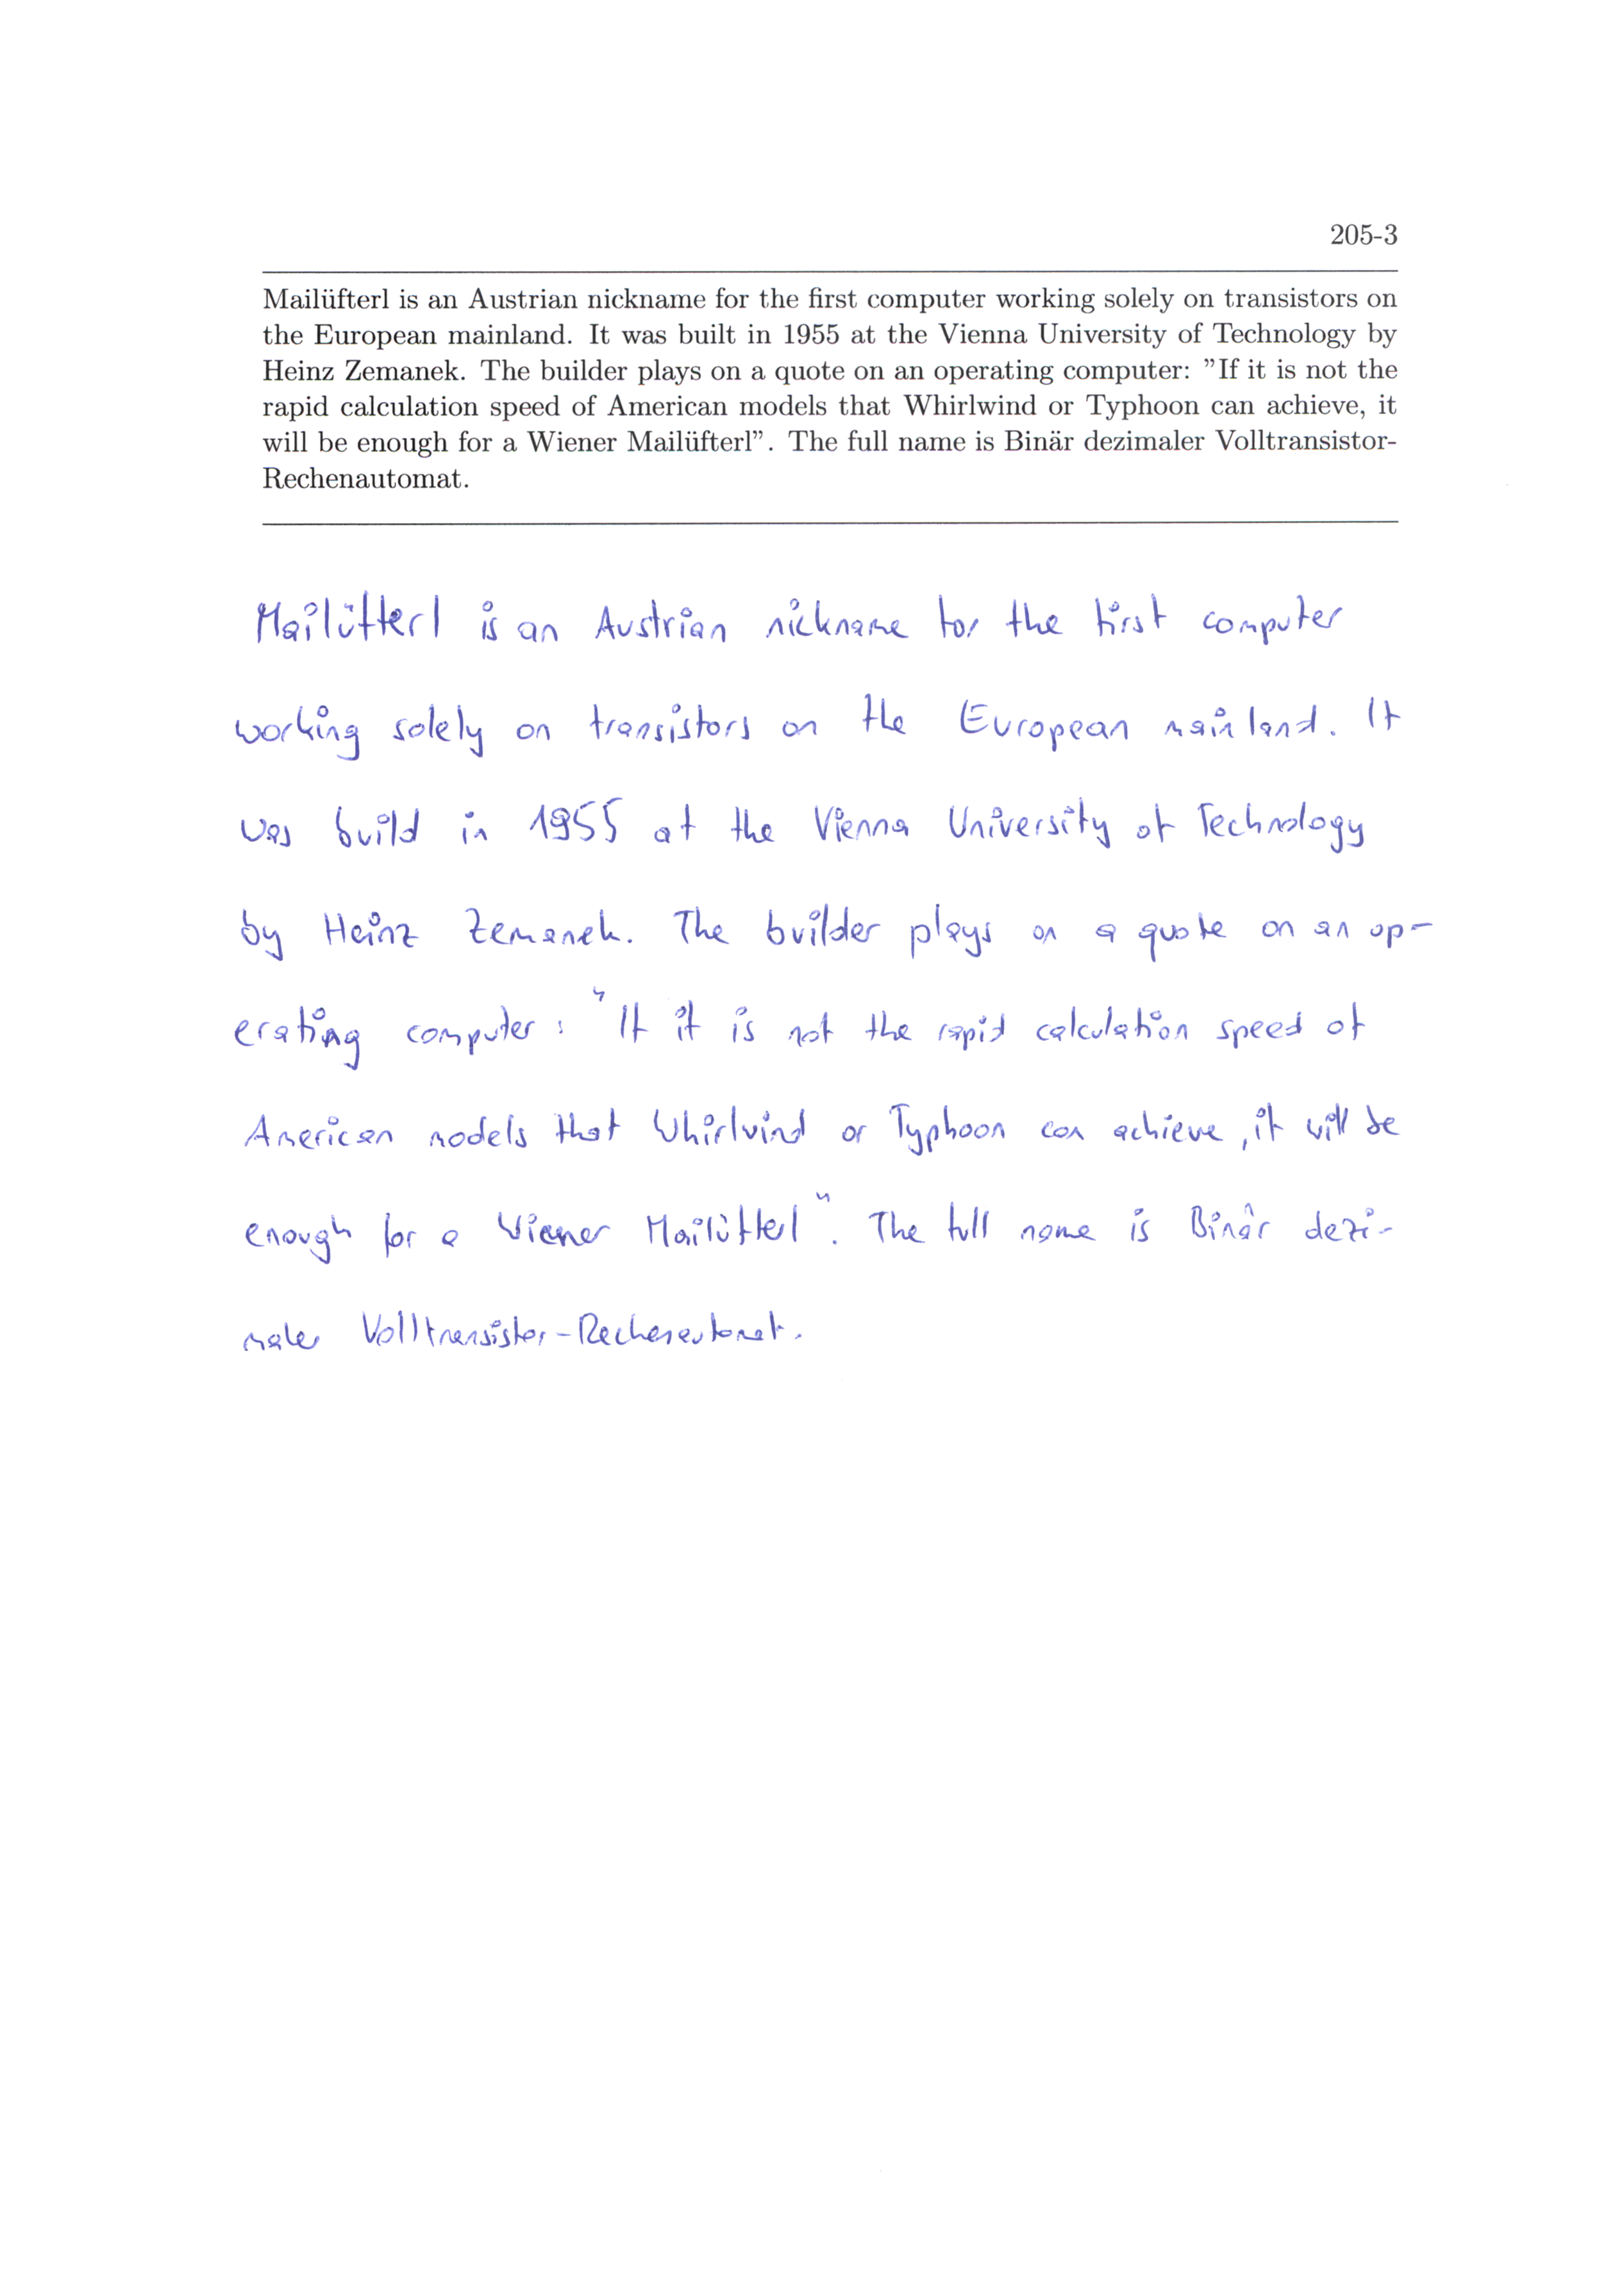 205-3
Mailüfterl is an Austrian nickname for the first computer working solely on transistors on
the European mainland. It was built in 1955 at the Vienna University of Technology by
Heinz Zemanek. The builder plays on a quote on an operating computer: ”If it is not the
rapid calculation speed of American models that Whirlwind or Typhoon can achieve, it
will be enough for a Wiener Mailüfterl”. The full name is Binär dezimaler Volltransistor-
Rechenautomat.
Mailüfterl is an Austrian nickname for the first computer
working solely on transistors on the European mainland. It
was build in 1955 at the Vienna University of Technology
by Heinz Zemanek. The builder plays on a quote on an op-
erating computer: "If it is not the rapid calculation speed of
American models that Whirlwind or Typhoon can achieve, it will be
enough for a Wiener Mailüfterl". The full name is Binär dezi-
maler Volltransistor-Rechenautomat.